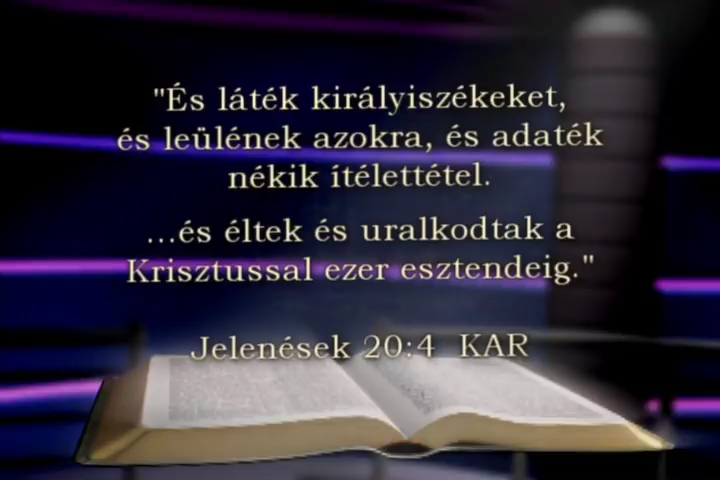 "És láték királyiszékeket,
és leülének azokra, és adaték
nékik ítélettétel.
...és éltek és uralkodtak a
Krisztussal ezer esztendeig."
Jelenések 20:4 KAR